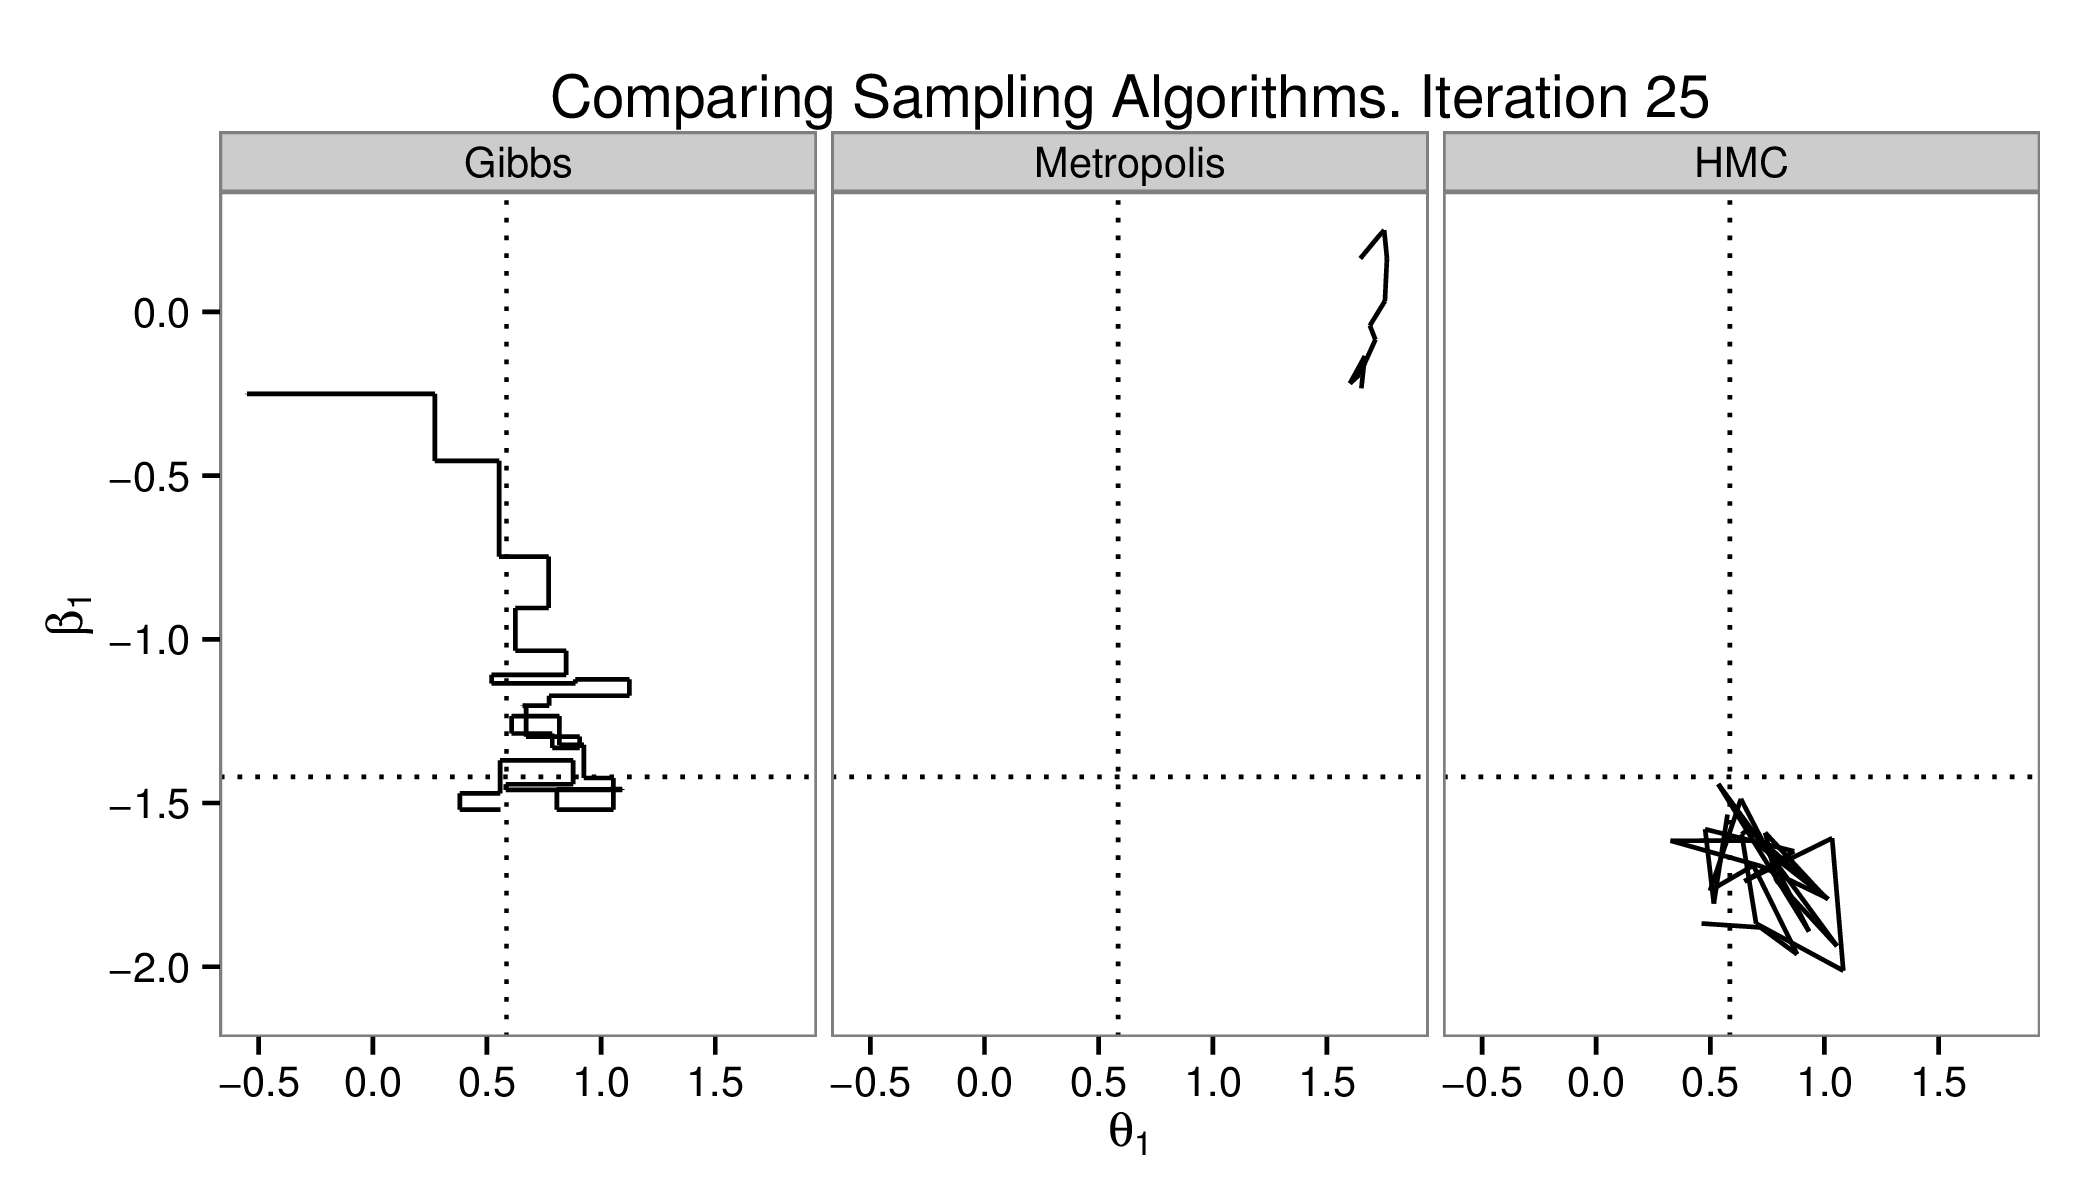 Comparing Sampling Algorithms. Iteration 25
Gibbs Metropolis HMC
0.0
−0.5
−1.0
−1.5
−2.0
β1
−0.5 0.0 0.5 1.0 1.5 −0.5 0.0 0.5 1.0 1.5 −0.5 0.0 0.5 1.0 1.5
θ1